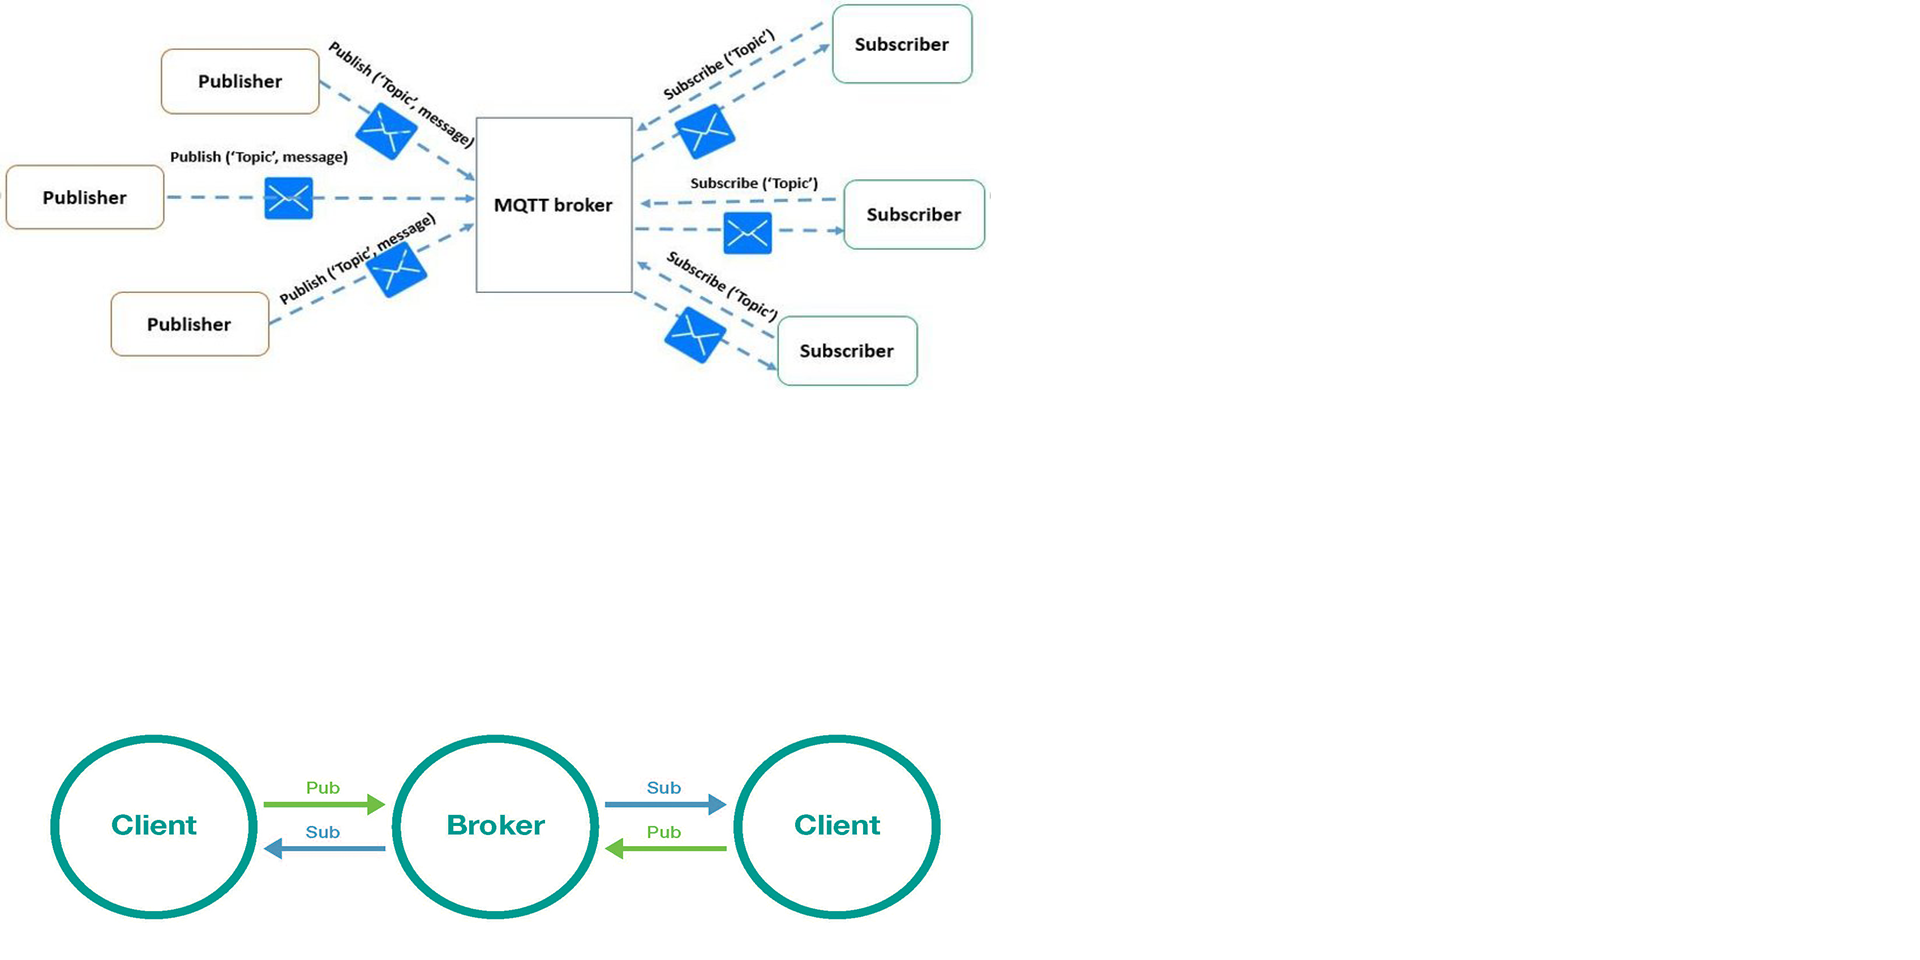 Publisher
Publish (‘Topic’, message)
Publish (‘Topic’, message)
Publisher
Publish (‘Topic’, message)
Publisher
MQTT broker
Subscribe (‘Topic’)
Subscriber
Subscribe (‘Topic’)
Subscriber
Subscribe (‘Topic’)
Subscriber
Client
Pub
Sub
Broker
Sub
Pub
Client